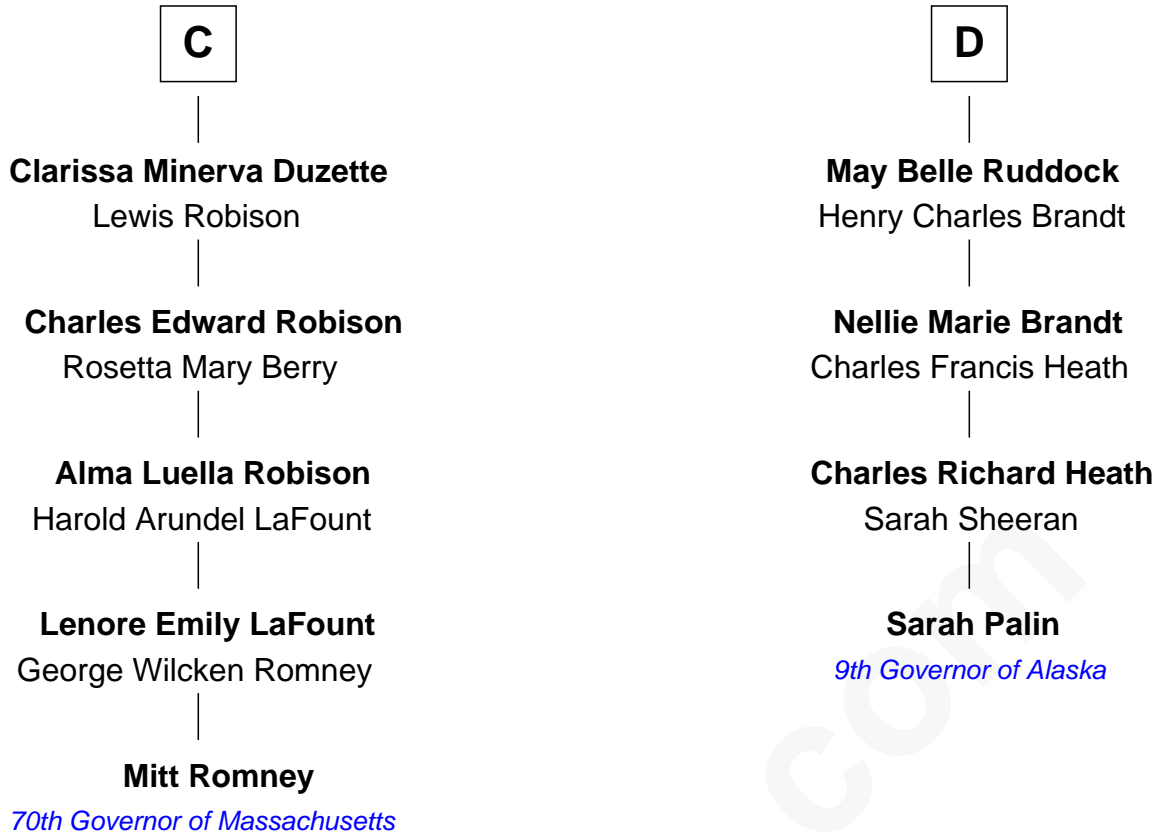 C
Clarissa Minerva Duzette
Lewis Robison
Charles Edward Robison
Rosetta Mary Berry
Alma Luella Robison
Harold Arundel LaFount
Lenore Emily LaFount
George Wilcken Romney
Mitt Romney
70th Governor of Massachusetts
D
May Belle Ruddock
Henry Charles Brandt
Nellie Marie Brandt
Charles Francis Heath
Charles Richard Heath
Sarah Sheeran
Sarah Palin
9th Governor of Alaska
com